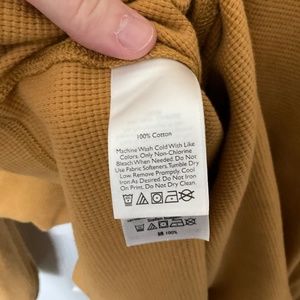 100% Cotton
Machine Wash Cold With Like
Colors. Only Non-Chlorine
Bleach When Needed. Do Not
Use Fabric Softeners. Tumble Dry
Low. Remove Promptly. Cool
Iron As Desired. Do Not Iron
On Print. Do Not Dry Clean.
100%